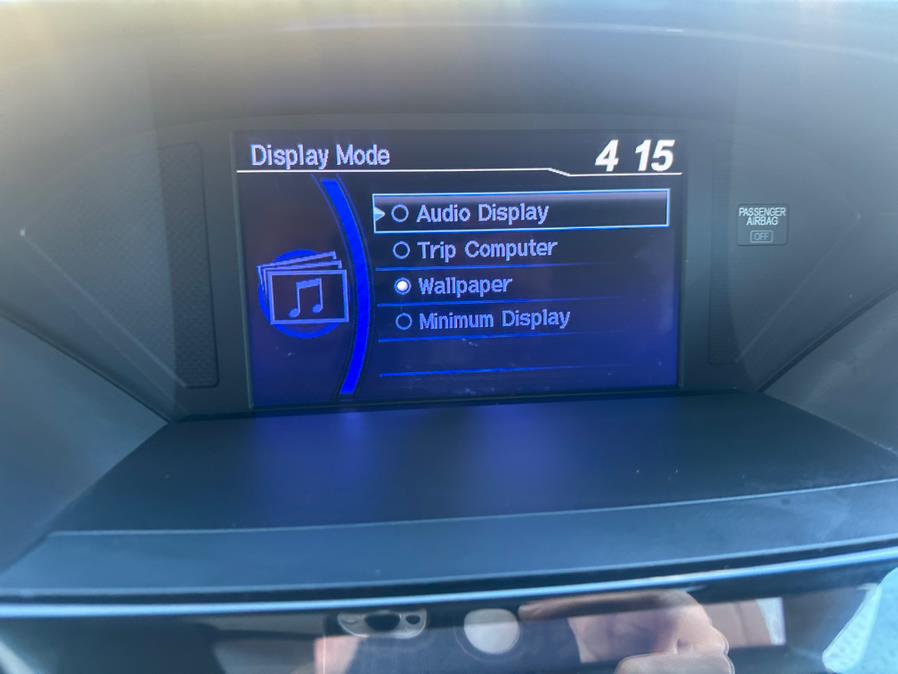 Display Mode
4 15
Audio Display
Trip Computer
Wallpaper
Minimum Display
PASSENGER
AIRBAG
OFF